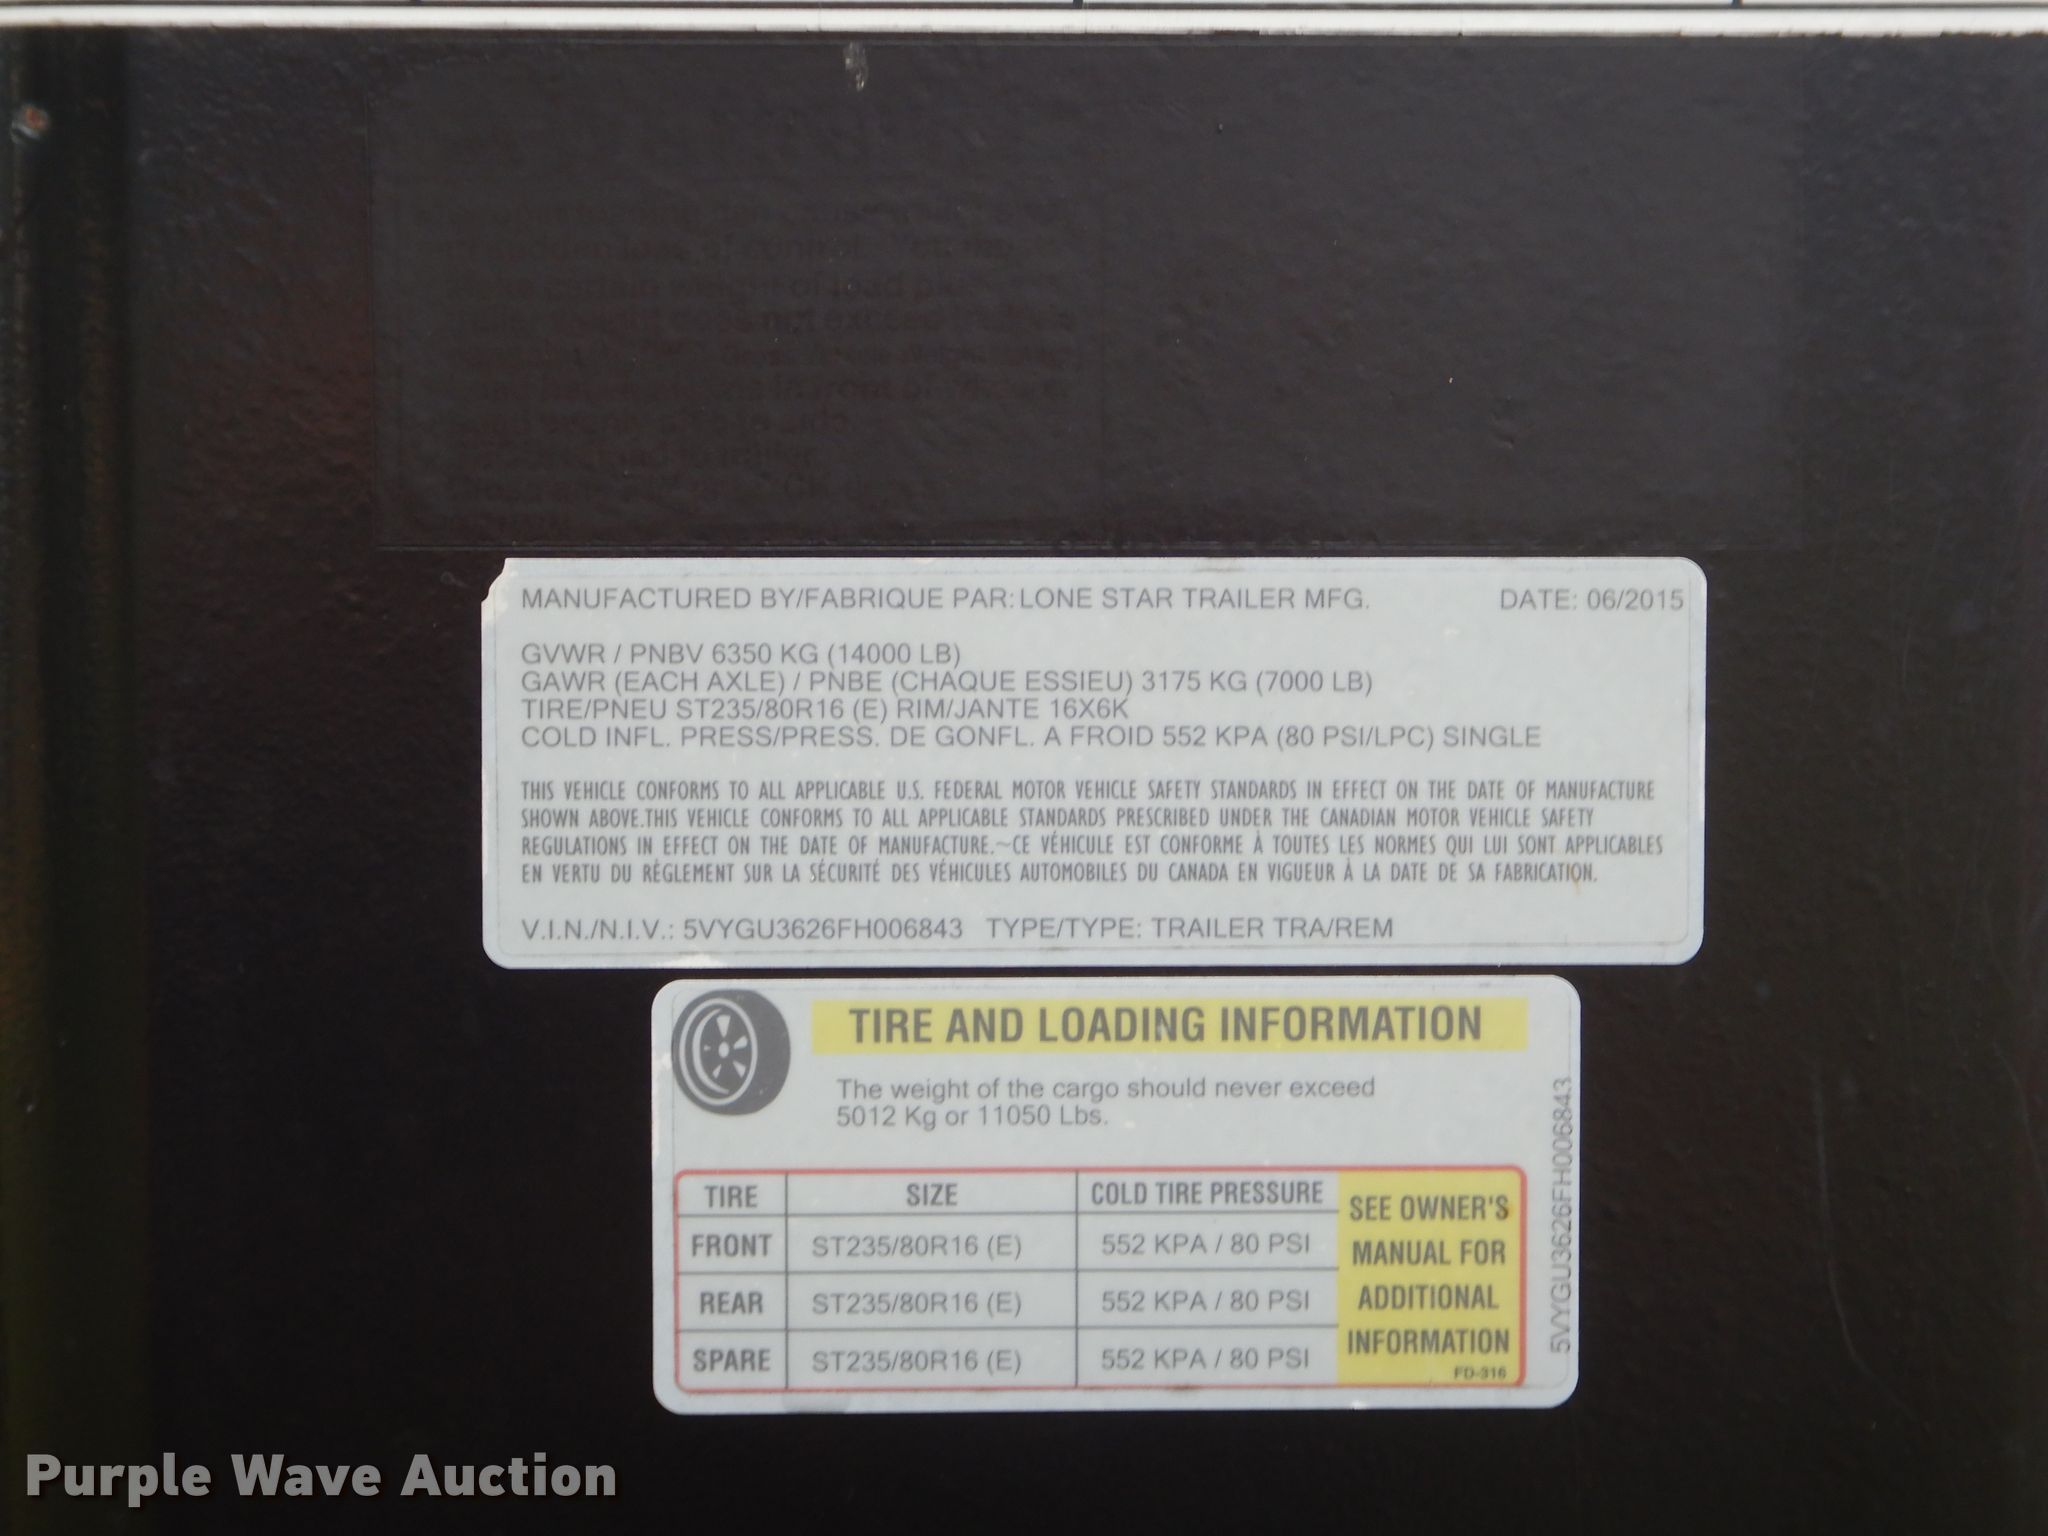 MANUFACTURED BY/FABRIQUE PAR: LONE STAR TRAILER MFG. DATE: 06/2015
GVWR / PNBV 6350 KG (14000 LB)
GAWR (EACH AXLE) / PNBE (CHAQUE ESSIEU) 3175 KG (7000 LB)
TIRE/PNEU ST235/80R16 (E) RIM/JANTE 16X6K
COLD INFL. PRESS/PRESS. DE GONFL. A FROID 552 KPA (80 PSI/LPC) SINGLE
THIS VEHICLE CONFORMS TO ALL APPLICABLE U.S. FEDERAL MOTOR VEHICLE SAFETY STANDARDS IN EFFECT ON THE DATE OF MANUFACTURE
SHOWN ABOVE.THIS VEHICLE CONFORMS TO ALL APPLICABLE STANDARDS PRESCRIBED UNDER THE CANADIAN MOTOR VEHICLE SAFETY
REGULATIONS IN EFFECT ON THE DATE OF MANUFACTURE.~CE VÉHICULE EST CONFORME À TOUTES LES NORMES QUI LUI SONT APPLICABLES
EN VERTU DU RÈGLEMENT SUR LA SÉCURITÉ DES VÉHICULES AUTOMOBILES DU CANADA EN VIGUEUR À LA DATE DE SA FABRICATION.
V.I.N./N.I.V.: 5VYGU3626FH006843 TYPE/TYPE: TRAILER TRA/REM
TIRE AND LOADING INFORMATION
The weight of the cargo should never exceed
5012 Kg or 11050 Lbs.
TIRE SIZE COLD TIRE PRESSURE
FRONT ST235/80R16 (E) 552 KPA / 80 PSI
REAR ST235/80R16 (E) 552 KPA / 80 PSI
SPARE ST235/80R16 (E) 552 KPA / 80 PSI
SEE OWNER'S
MANUAL FOR
ADDITIONAL
INFORMATION
FD-316
5VYGU3626FH006843
Purple Wave Auction